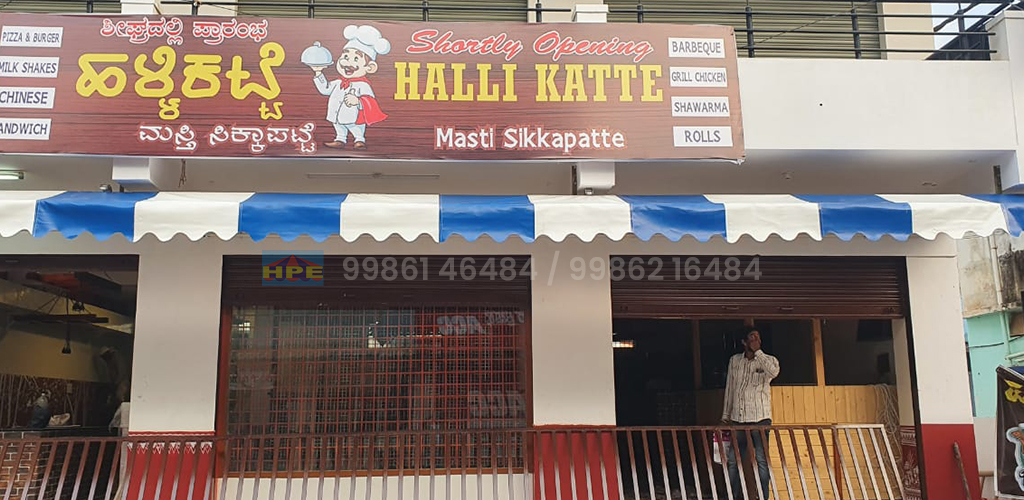 PIZZA & BURGER
MILK SHAKES
CHINESE
ANDWICH
ಶೀಘ್ರದಲ್ಲಿ ಪ್ರಾರಂಭ
ಹಳ್ಳಿಕಟ್ಟೆ
ಮಸ್ತಿ ಸಿಕ್ಕಾಪಟ್ಟೆ
Shortly Opening
HALLI KATTE
Masti Sikkapatte
BARBEQUE
GRILL CHICKEN
SHAWARMA
ROLLS
HPE 99861 46484 / 99862 16484